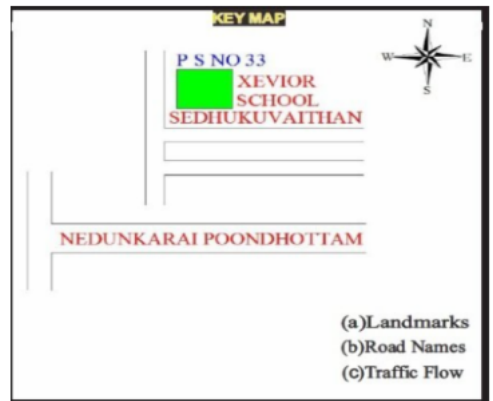 KEY MAP
N
W E
S
P S NO 33
XEVIOR
SCHOOL
SEDHUKUVAITHAN
NEDUNKARAI POONDHOTTAM
(a)Landmarks
(b)Road Names
(c)Traffic Flow